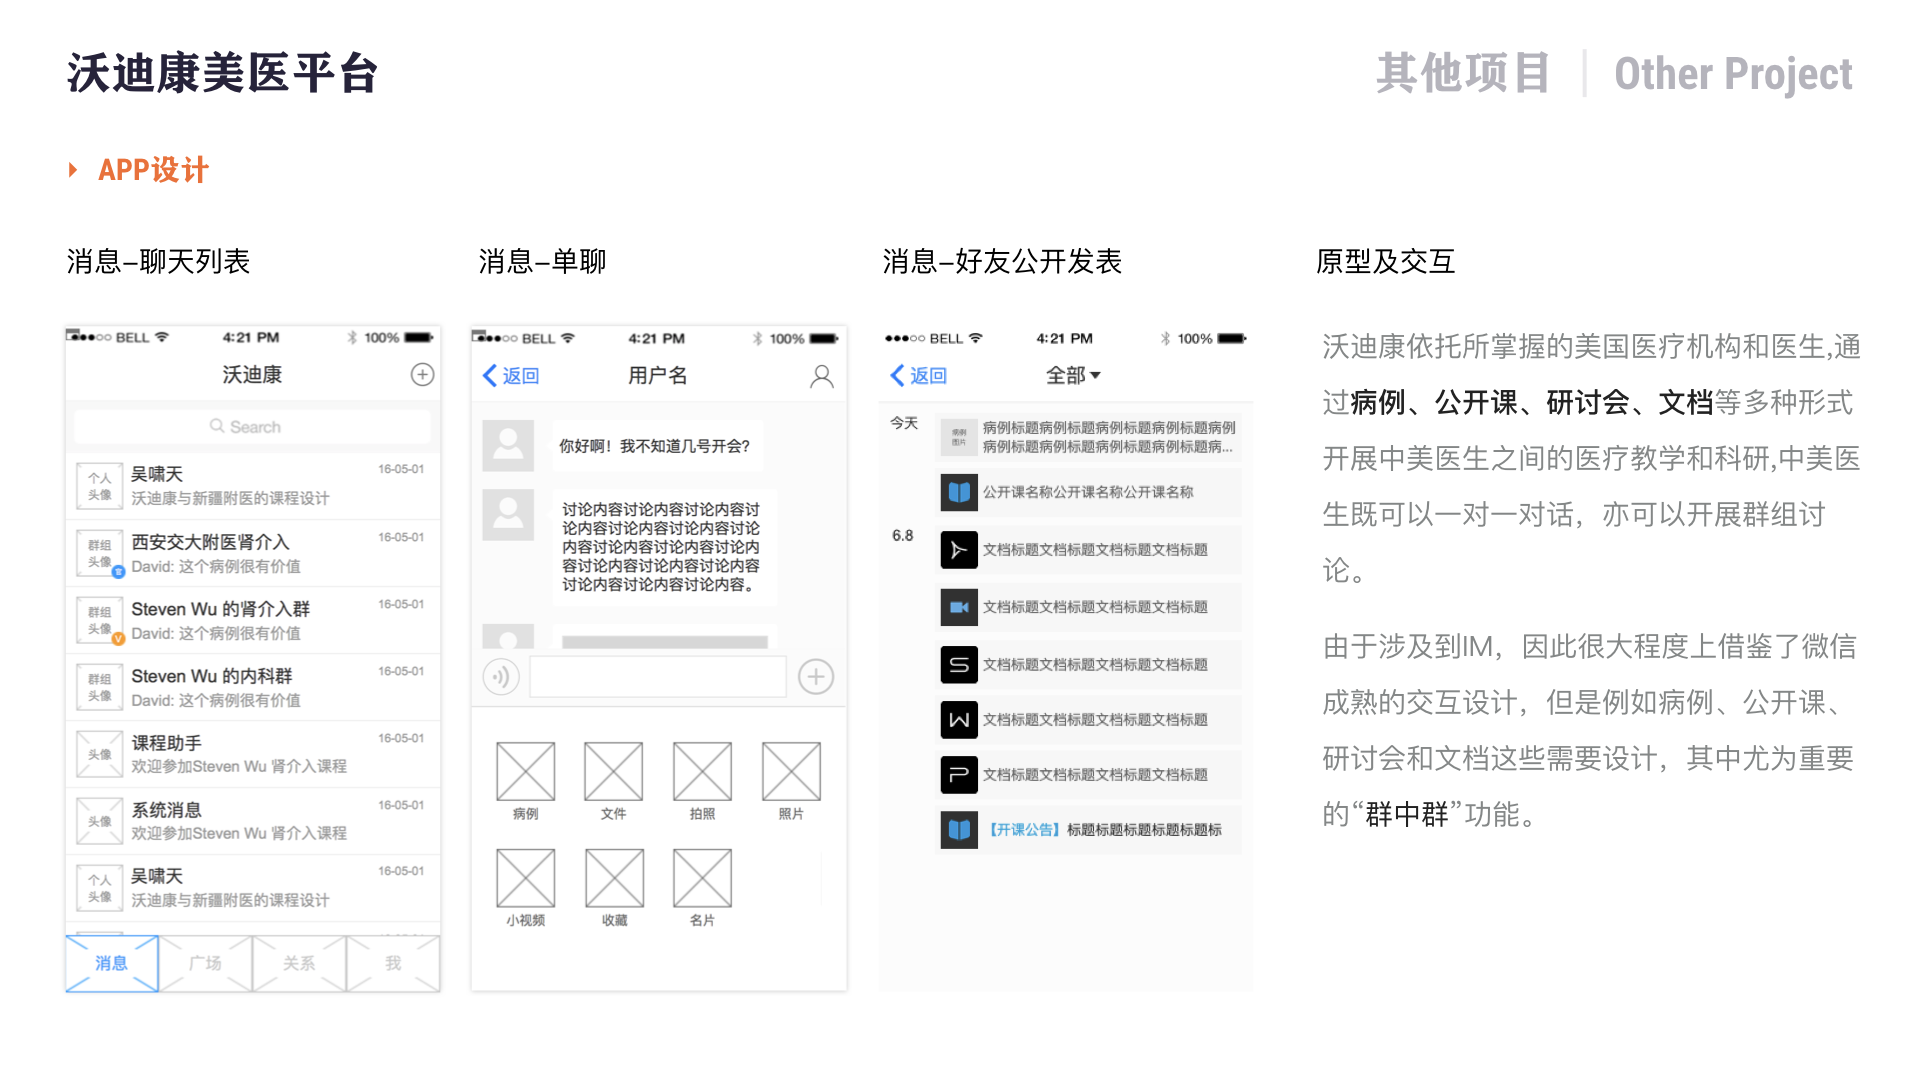 沃迪康美医平台
其他项目 | Other Project
APP设计
消息–聊天列表
BELL 4:21 PM 100%
沃迪康
Search
个人头像 吴啸天 16-05-01
沃迪康与新疆附医的课程设计
群组头像 西安交大附医肾介入 16-05-01
David: 这个病例很有价值
群组头像 Steven Wu 的肾介入群 16-05-01
V David: 这个病例很有价值
群组头像 Steven Wu 的内科群 16-05-01
David: 这个病例很有价值
头像 课程助手 16-05-01
欢迎参加Steven Wu 肾介入课程
头像 系统消息 16-05-01
欢迎参加Steven Wu 肾介入课程
个人头像 吴啸天 16-05-01
沃迪康与新疆附医的课程设计
消息 广场 关系 我
消息–单聊
BELL 4:21 PM 100%
返回 用户名
你好啊！我不知道几号开会?
讨论内容讨论内容讨论内容讨
论内容讨论内容讨论内容讨论
内容讨论内容讨论内容讨论内
容讨论内容讨论内容讨论内容
讨论内容讨论内容讨论内容。
病例 文件 拍照 照片
小视频 收藏 名片
消息–好友公开发表
BELL 4:21 PM 100%
返回 全部
今天 病例图片 病例标题病例标题病例标题病例标题病例
病例标题病例标题病例标题病例标题病...
公开课名称公开课名称公开课名称
6.8 文档标题文档标题文档标题文档标题
文档标题文档标题文档标题文档标题
S 文档标题文档标题文档标题文档标题
W 文档标题文档标题文档标题文档标题
P 文档标题文档标题文档标题文档标题
【开课公告】标题标题标题标题标题标
原型及交互
沃迪康依托所掌握的美国医疗机构和医生,通
过病例、公开课、研讨会、文档等多种形式
开展中美医生之间的医疗教学和科研,中美医
生既可以一对一对话，亦可以开展群组讨
论。
由于涉及到IM，因此很大程度上借鉴了微信
成熟的交互设计，但是例如病例、公开课、
研讨会和文档这些需要设计，其中尤为重要
的“群中群”功能。